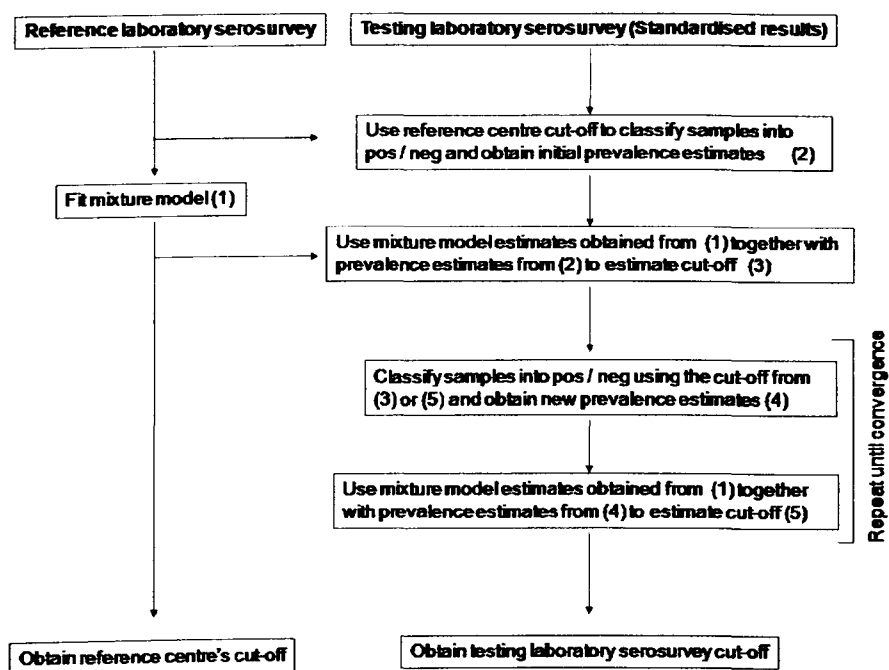 Reference laboratory serosurvey
Testing laboratory serosurvey (Standardised results)
Use reference centre cut-off to classify samples into
pos / neg and obtain initial prevalence estimates (2)
Fit mixture model (1)
Use mixture model estimates obtained from (1) together with
prevalence estimates from (2) to estimate cut-off (3)
Classify samples into pos / neg using the cut-off from
(3) or (5) and obtain new prevalence estimates (4)
Use mixture model estimates obtained from (1) together
with prevalence estimates from (4) to estimate cut-off (5)
Repeat until convergence
Obtain reference centre's cut-off
Obtain testing laboratory serosurvey cut-off